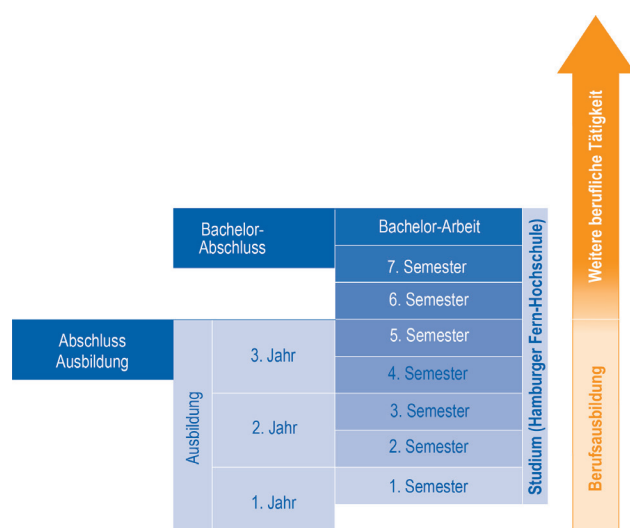 Weitere berufliche Tätigkeit
Bachelor-
Abschluss
Bachelor-Arbeit
Studium (Hamburger Fern-Hochschule)
7. Semester
6. Semester
Abschluss
Ausbildung
Ausbildung
3. Jahr
5. Semester
4. Semester
Berufsausbildung
2. Jahr
3. Semester
2. Semester
1. Jahr
1. Semester